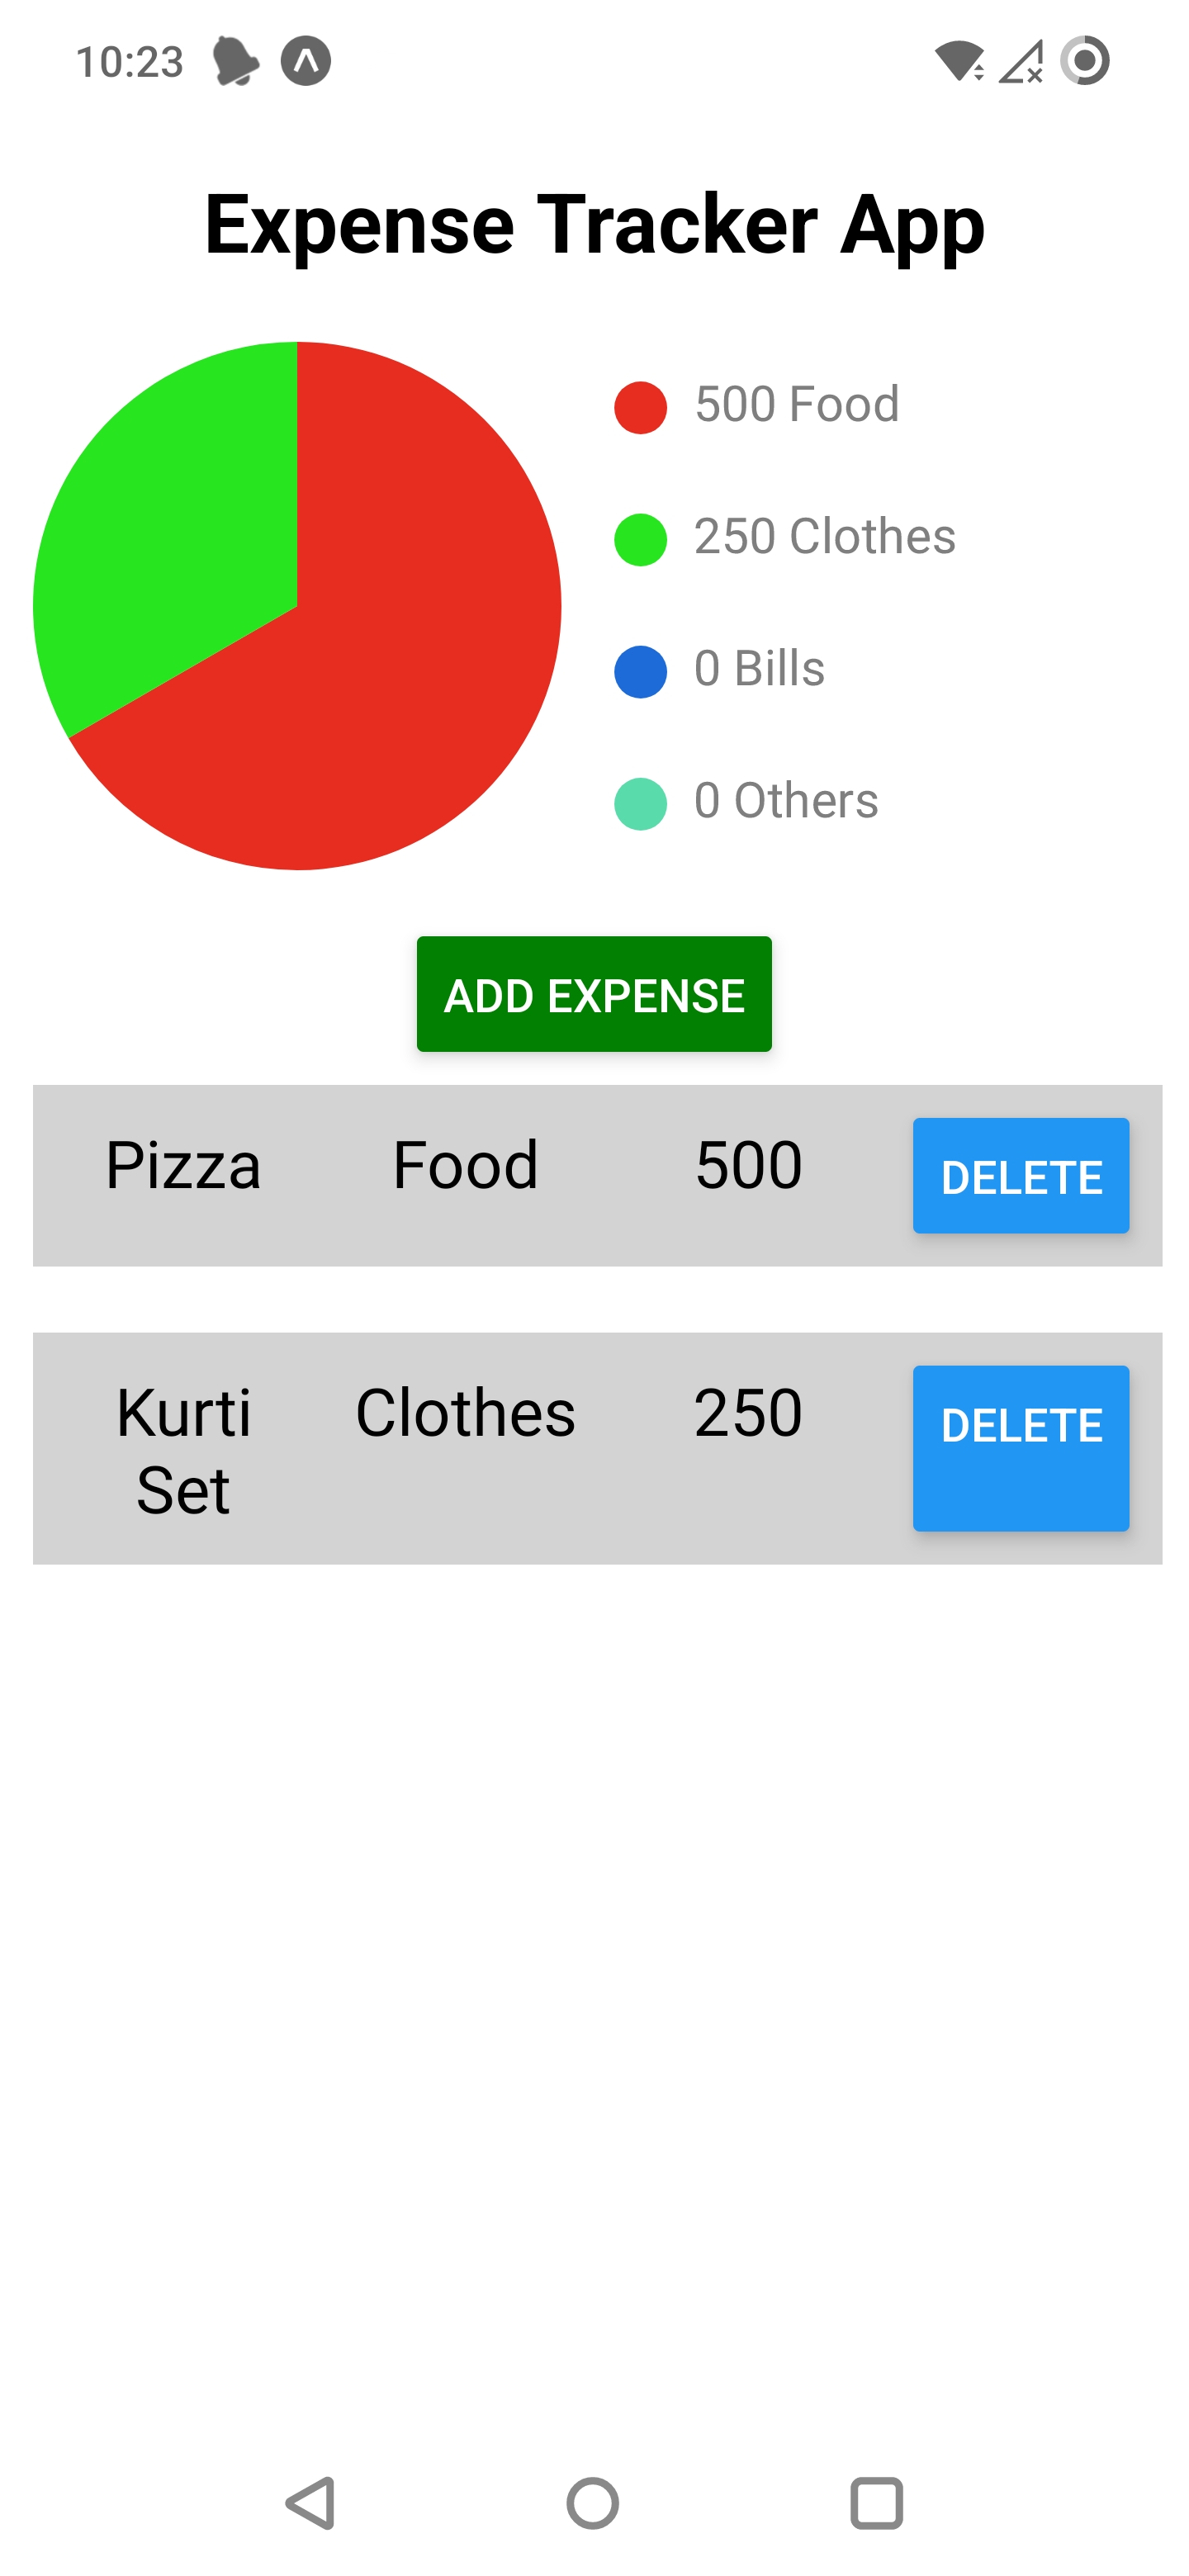 10:23
Expense Tracker App
500 Food
250 Clothes
0 Bills
0 Others
ADD EXPENSE
Pizza Food 500 DELETE
Kurti Clothes 250 DELETE
Set